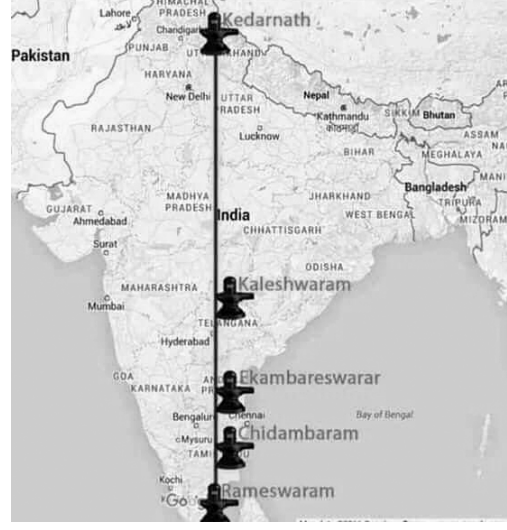 HIMACHAL
PRADESH
Kedarnath
Lahore
Chandigarh
Pakistan
PUNJAB
HARYANA
New Delhi
UTTAR
PRADESH
Nepal
Kathmandu
SIKKIM
Bhutan
ASSAM
RAJASTHAN
Lucknow
BIHAR
MEGHALAYA
Bangladesh
MANI
TRIPURA
MIZORAM
GUJARAT
Ahmedabad
MADHYA
PRADESH
India
JHARKHAND
WEST BENGAL
CHHATTISGARH
Surat
ODISHA
Kaleshwaram
MAHARASHTRA
Mumbai
TELANGANA
Hyderabad
GOA
KARNATAKA
Ekambareswarar
Bengaluru
Chennai
Bay of Bengal
Mysuru
Chidambaram
Kochi
Rameswaram